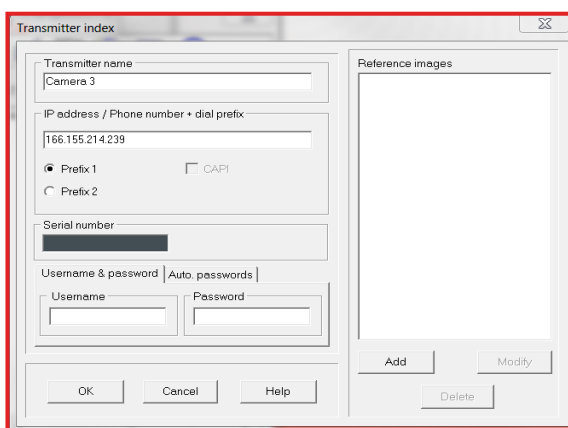 Transmitter index
Transmitter name
Camera 3
IP address / Phone number + dial prefix
166.155.214.239
Prefix 1
CAPI
Prefix 2
Serial number
Username & password
Auto. passwords
Username
Password
OK
Cancel
Help
Reference images
Add
Modify
Delete